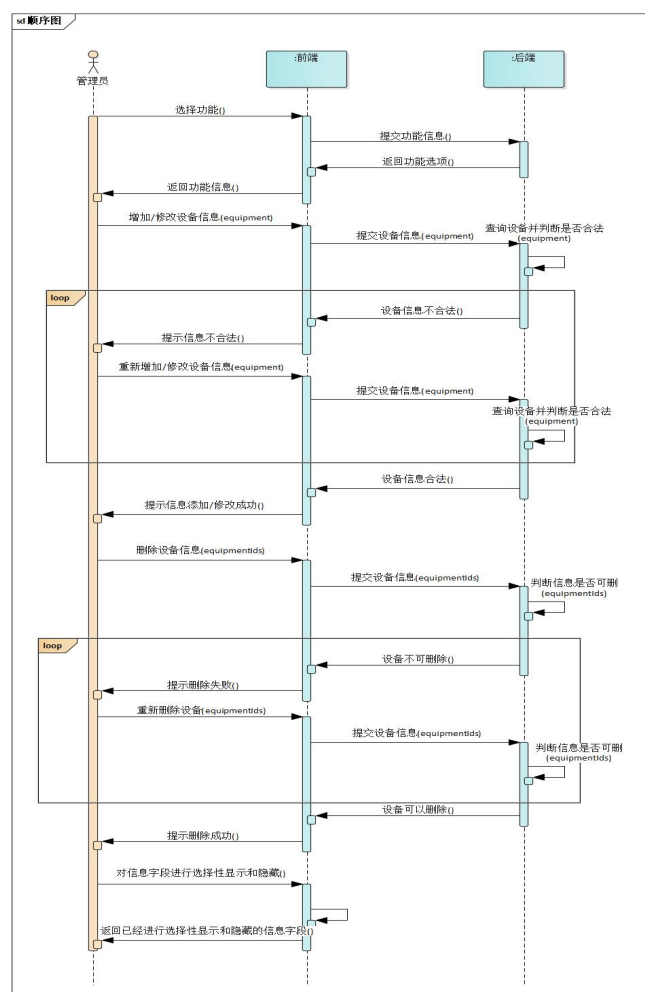 sd 顺序图
管理员
:前端
:后端
选择功能()
提交功能信息()
返回功能选项()
返回功能信息()
增加/修改设备信息(equipment)
提交设备信息(equipment)
查询设备并判断是否合法
(equipment)
loop
设备信息不合法()
提示信息不合法()
重新增加/修改设备信息(equipment)
提交设备信息(equipment)
查询设备并判断是否合法
(equipment)
设备信息合法()
提示信息添加/修改成功()
删除设备信息(equipmentIds)
提交设备信息(equipmentIds)
判断信息是否可删
(equipmentIds)
loop
设备不可删除()
提示删除失败()
重新删除设备(equipmentIds)
提交设备信息(equipmentIds)
判断信息是否可删
(equipmentIds)
设备可以删除()
提示删除成功()
对信息字段进行选择性显示和隐藏()
返回已经进行选择性显示和隐藏的信息字段()